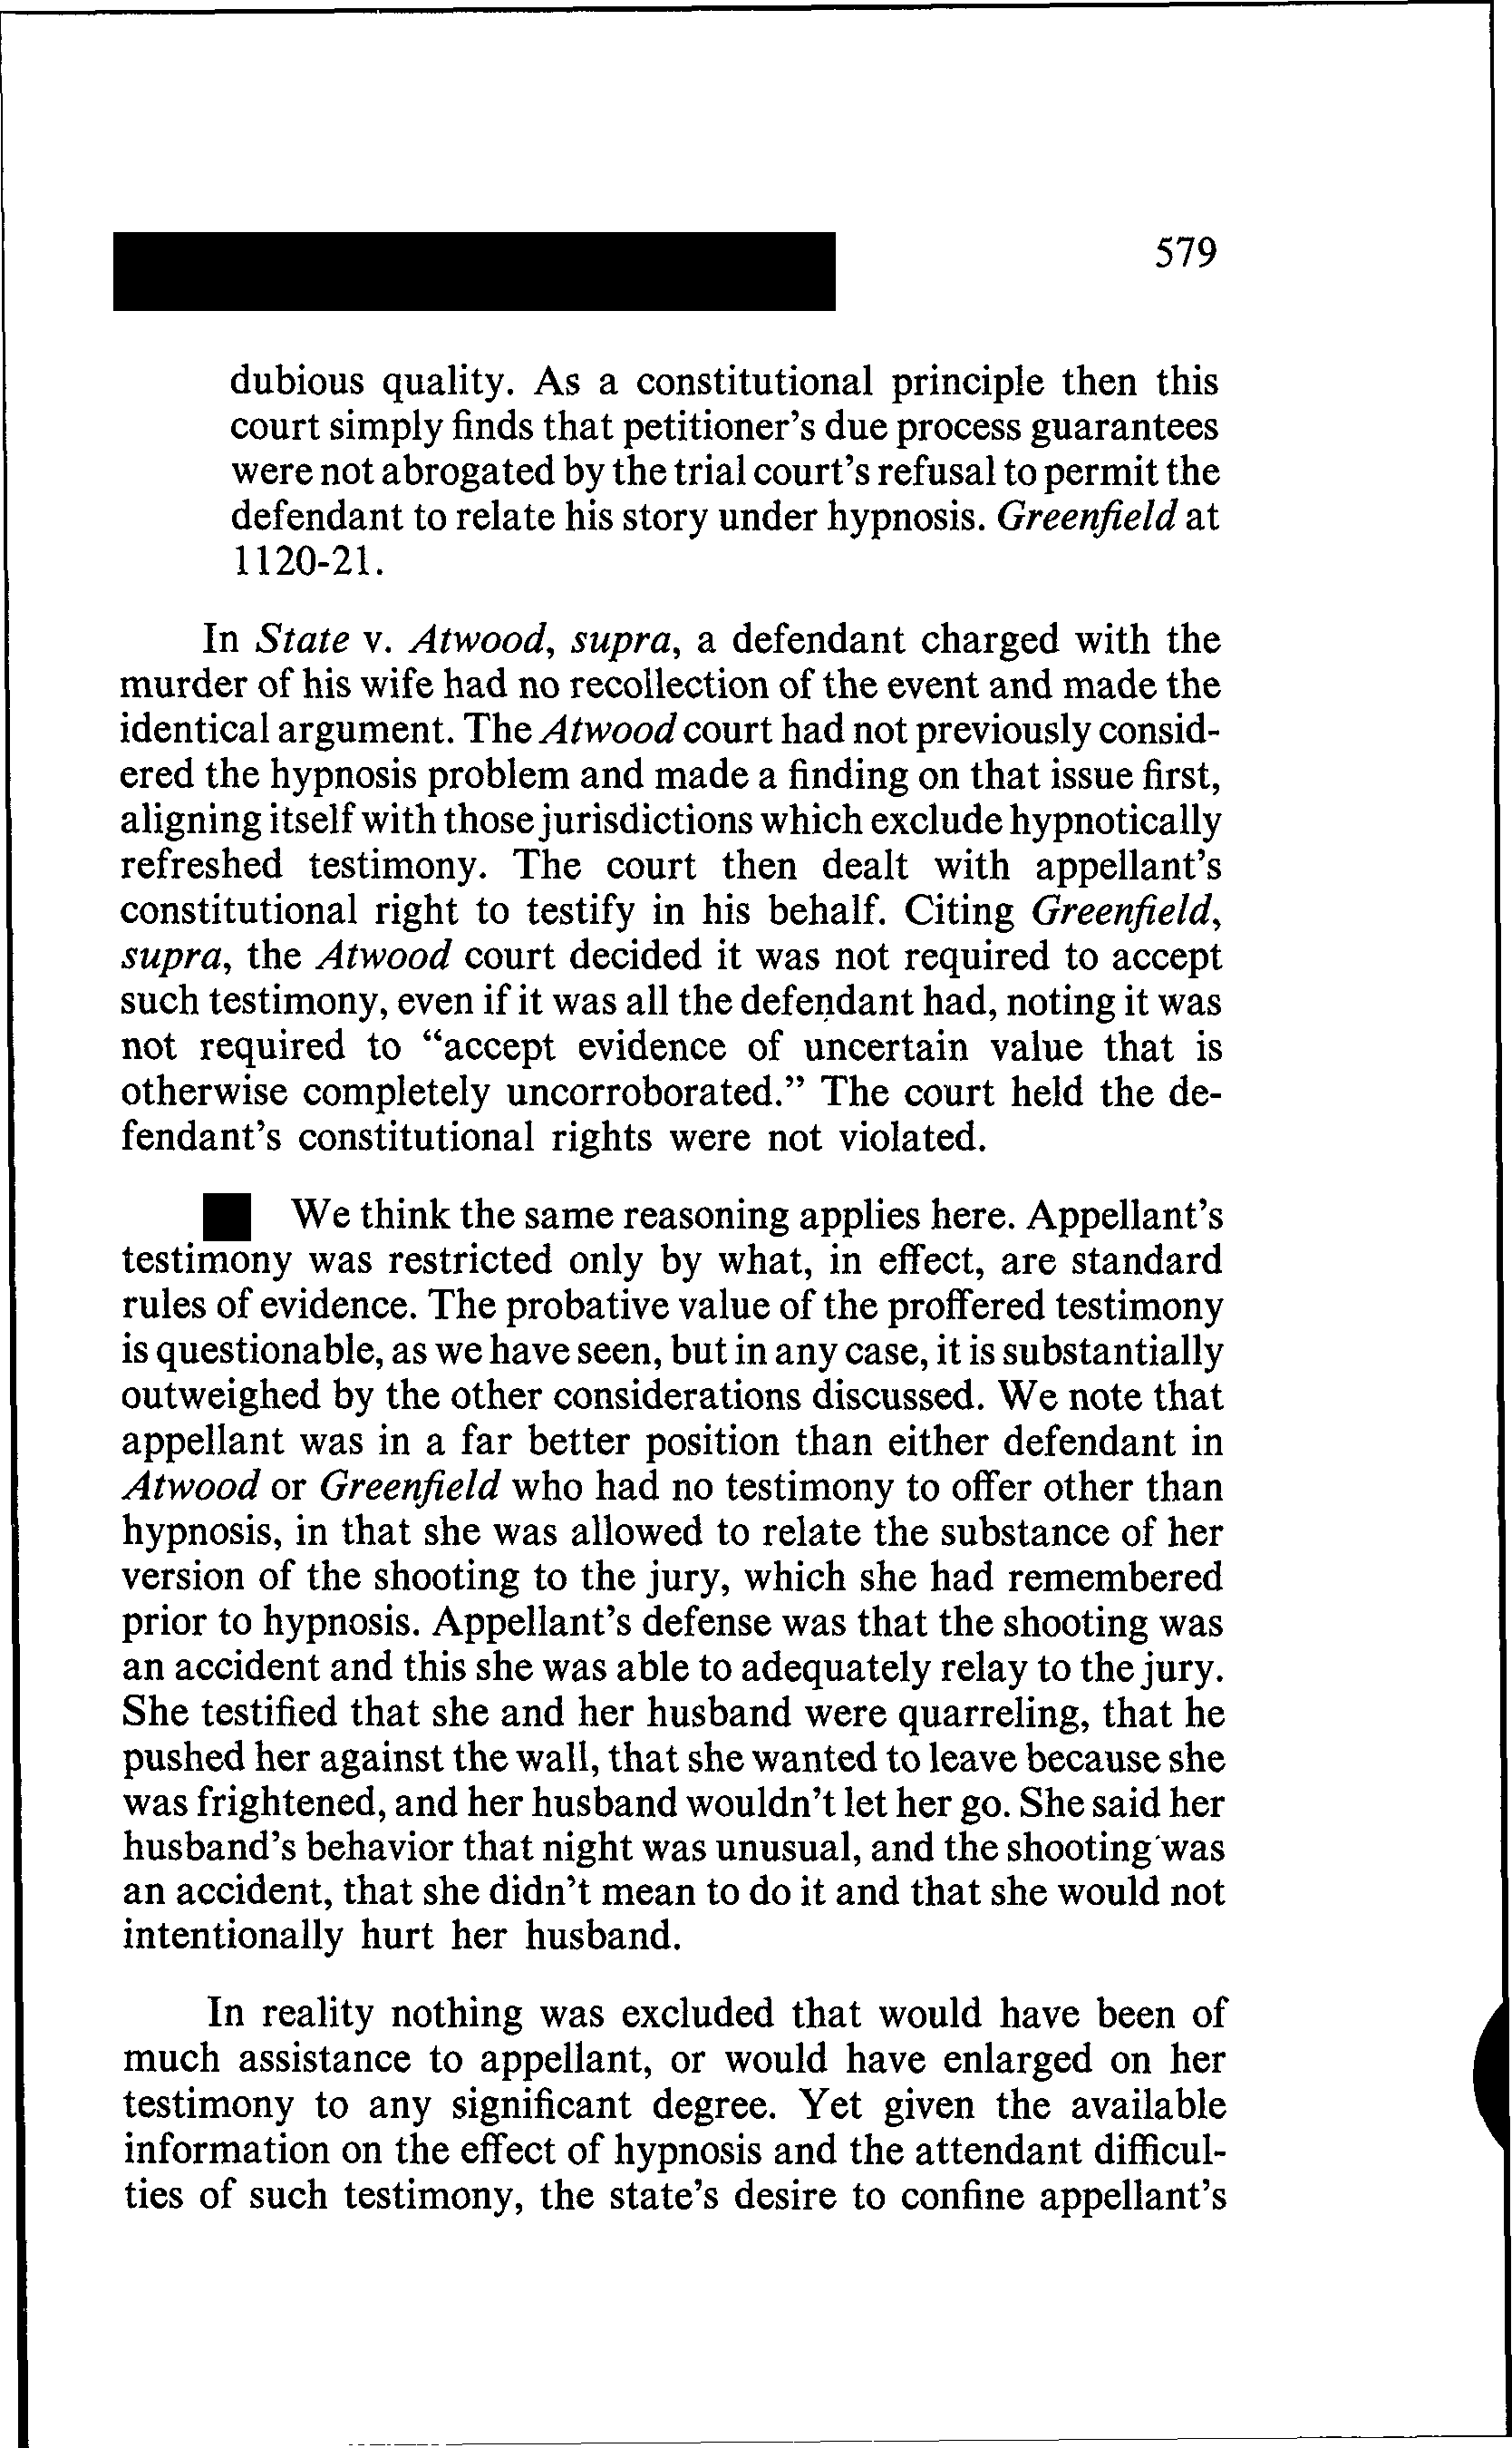 579
dubious quality. As a constitutional principle then this
court simply finds that petitioner's due process guarantees
were not abrogated by the trial court's refusal to permit the
defendant to relate his story under hypnosis. Greenfield at
1120-21.
In State v. Atwood, supra, a defendant charged with the
murder of his wife had no recollection of the event and made the
identical argument. The Atwood court had not previously consid-
ered the hypnosis problem and made a finding on that issue first,
aligning itself with those jurisdictions which exclude hypnotically
refreshed testimony. The court then dealt with appellant's
constitutional right to testify in his behalf. Citing Greenfield,
supra, the Atwood court decided it was not required to accept
such testimony, even if it was all the defendant had, noting it was
not required to “accept evidence of uncertain value that is
otherwise completely uncorroborated.” The court held the de-
fendant's constitutional rights were not violated.
We think the same reasoning applies here. Appellant's
testimony was restricted only by what, in effect, are standard
rules of evidence. The probative value of the proffered testimony
is questionable, as we have seen, but in any case, it is substantially
outweighed by the other considerations discussed. We note that
appellant was in a far better position than either defendant in
Atwood or Greenfield who had no testimony to offer other than
hypnosis, in that she was allowed to relate the substance of her
version of the shooting to the jury, which she had remembered
prior to hypnosis. Appellant's defense was that the shooting was
an accident and this she was able to adequately relay to the jury.
She testified that she and her husband were quarreling, that he
pushed her against the wall, that she wanted to leave because she
was frightened, and her husband wouldn't let her go. She said her
husband's behavior that night was unusual, and the shooting was
an accident, that she didn't mean to do it and that she would not
intentionally hurt her husband.
In reality nothing was excluded that would have been of
much assistance to appellant, or would have enlarged on her
testimony to any significant degree. Yet given the available
information on the effect of hypnosis and the attendant difficul-
ties of such testimony, the state's desire to confine appellant's